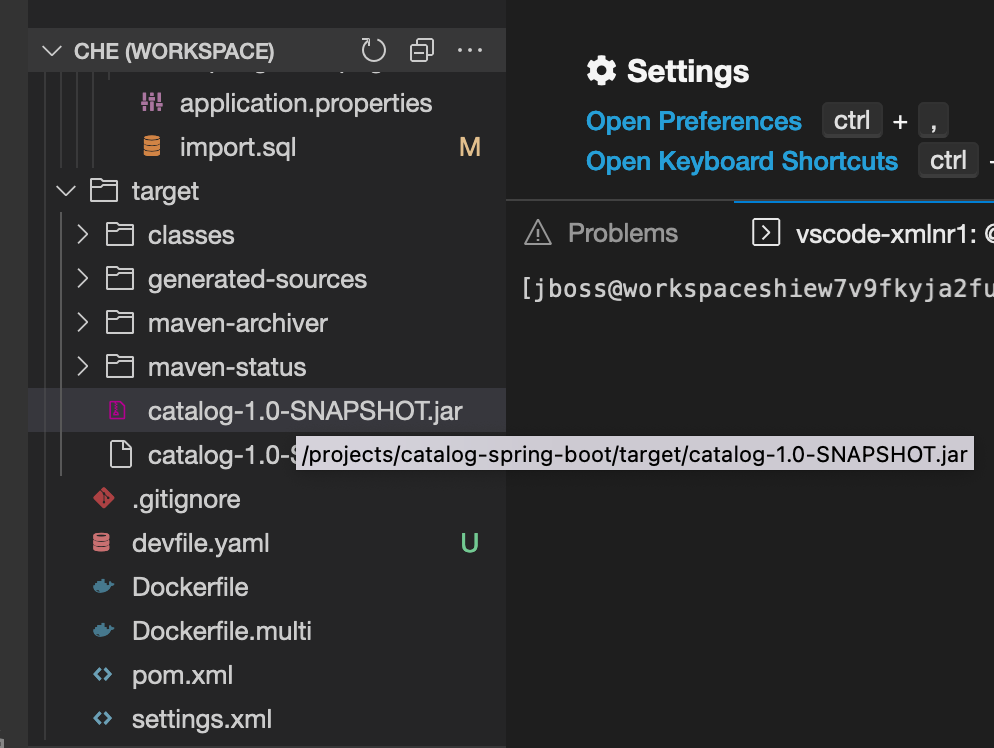 CHE (WORKSPACE)
application.properties
import.sql M
target
classes
generated-sources
maven-archiver
maven-status
catalog-1.0-SNAPSHOT.jar
catalog-1.0-
/projects/catalog-spring-boot/target/catalog-1.0-SNAPSHOT.jar
.gitignore
devfile.yaml U
Dockerfile
Dockerfile.multi
pom.xml
settings.xml
Settings
Open Preferences ctrl + ,
Open Keyboard Shortcuts ctrl
Problems
vscode-xmlnr1:
[jboss@workspaceshiew7v9fkyja2fu